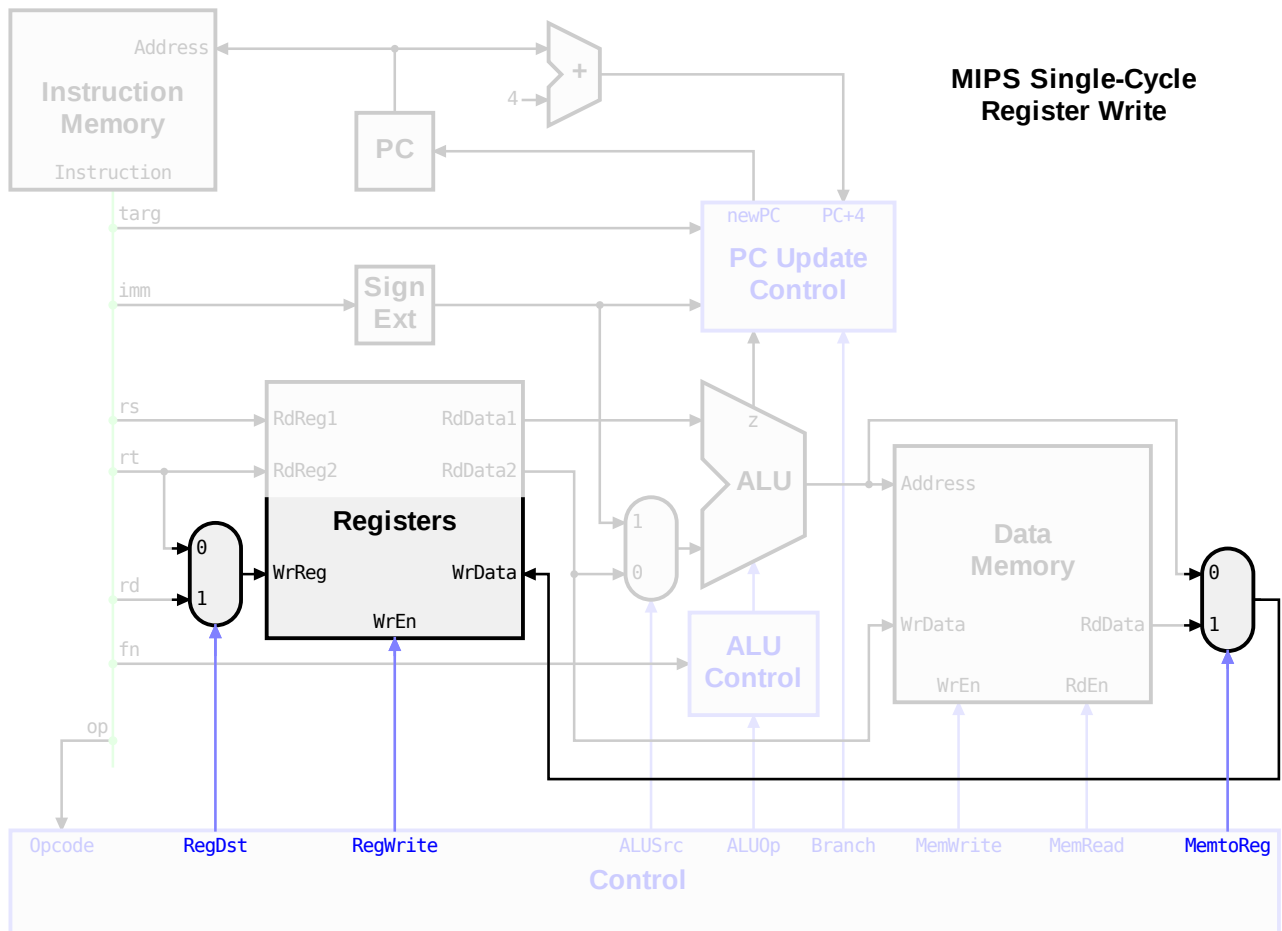 MIPS Single-Cycle
Register Write
Address
Instruction
Memory
Instruction
+
4
PC
targ
newPC
PC+4
PC Update
Control
imm
Sign
Ext
rs
RdReg1
RdData1
z
rt
RdReg2
RdData2
ALU
Address
Registers
1
Data
Memory
0
WrReg
WrData
0
0
rd
1
WrEn
WrData
RdData
1
fn
ALU
Control
WrEn
RdEn
op
Opcode
RegDst
RegWrite
ALUSrc
ALUOp
Branch
MemWrite
MemRead
MemtoReg
Control